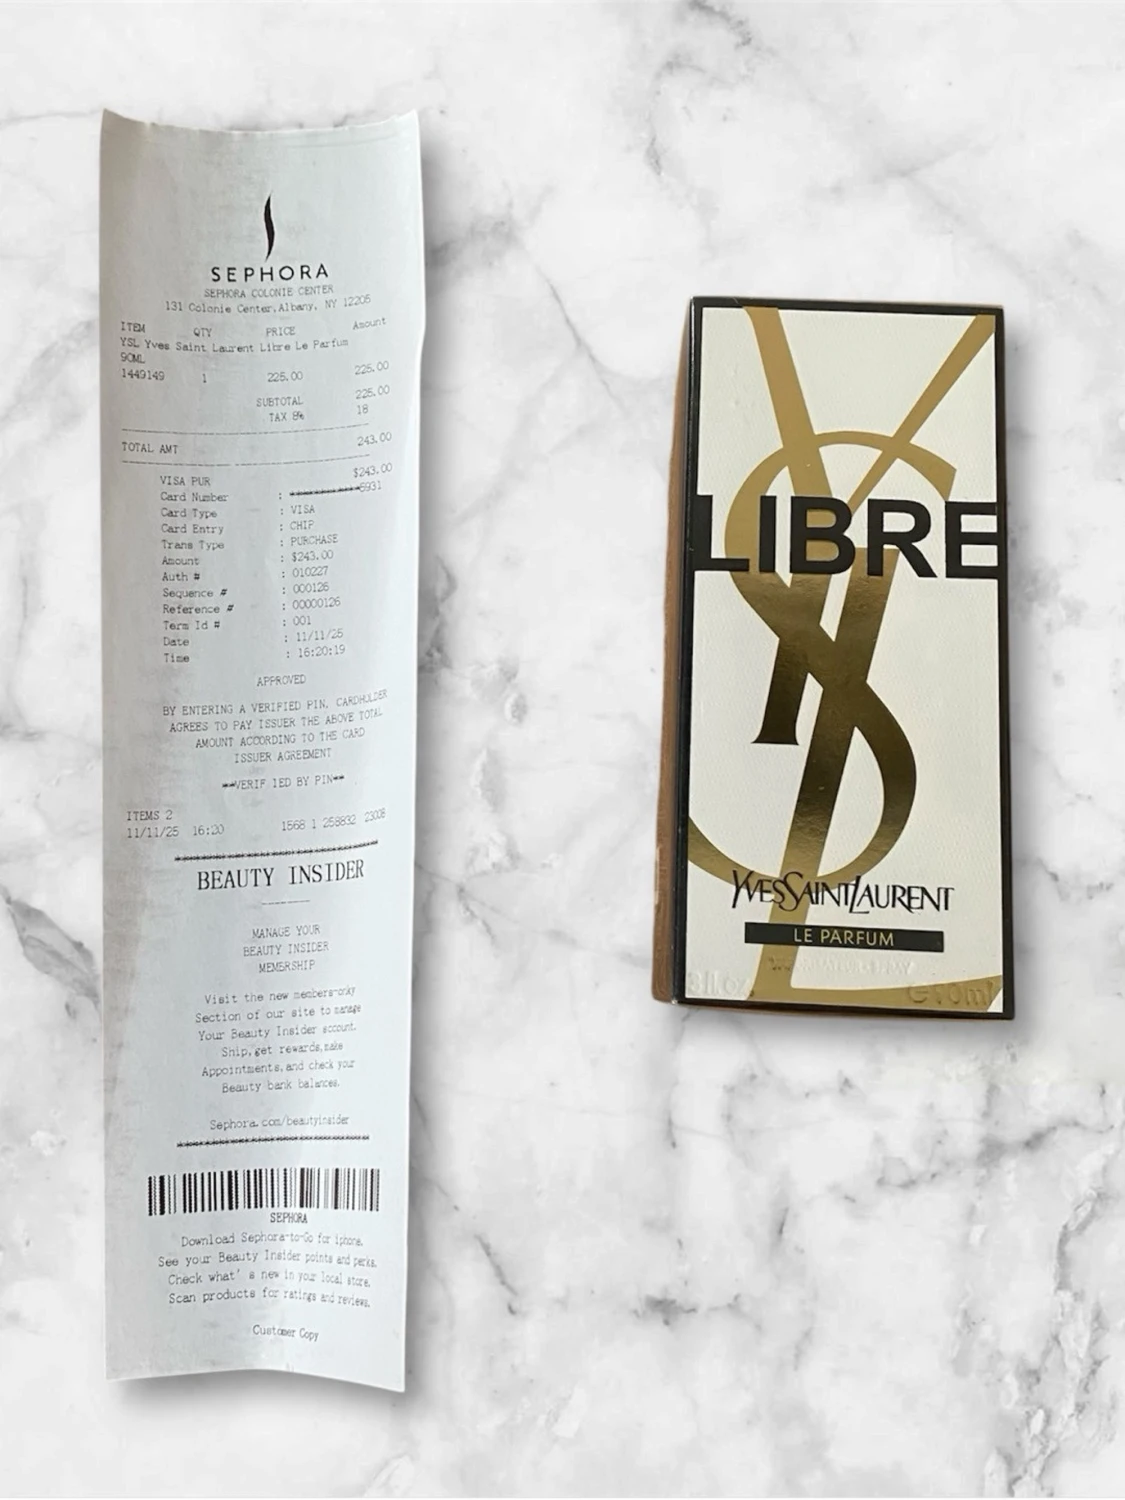 SEPHORA
SEPHORA COLONIE CENTER
131 Colonie Center, Albany, NY 12205
ITEM QTY PRICE Amount
YSL Yves Saint Laurent Libre Le Parfum
90ML
1449149 1 225.00 225.00
SUBTOTAL 225.00
TAX 8% 18
TOTAL AMT 243.00
VISA PUR $243.00
Card Number : ************6931
Card Type : VISA
Card Entry : CHIP
Trans Type : PURCHASE
Amount : $243.00
Auth # : 010227
Sequence # : 000126
Reference # : 00000126
Term Id # : 001
Date : 11/11/25
Time : 16:20:19
APPROVED
BY ENTERING A VERIFIED PIN, CARDHOLDER
AGREES TO PAY ISSUER THE ABOVE TOTAL
AMOUNT ACCORDING TO THE CARD
ISSUER AGREEMENT
**VERIF IED BY PIN**
ITEMS 2
11/11/25 16:20 1568 1 258832 23008
BEAUTY INSIDER
--------
MANAGE YOUR
BEAUTY INSIDER
MEMBERSHIP
Visit the new members-only
Section of our site to manage
Your Beauty Insider account.
Ship, get rewards, make
Appointments, and check your
Beauty bank balances.
Sephora.com/beautyinsider
SEPHORA
Download Sephora-to-Go for iphone.
See your Beauty Insider points and perks.
Check what's new in your local store.
Scan products for ratings and reviews.
Customer Copy
YSL
LIBRE
YVES SAINT LAURENT
LE PARFUM